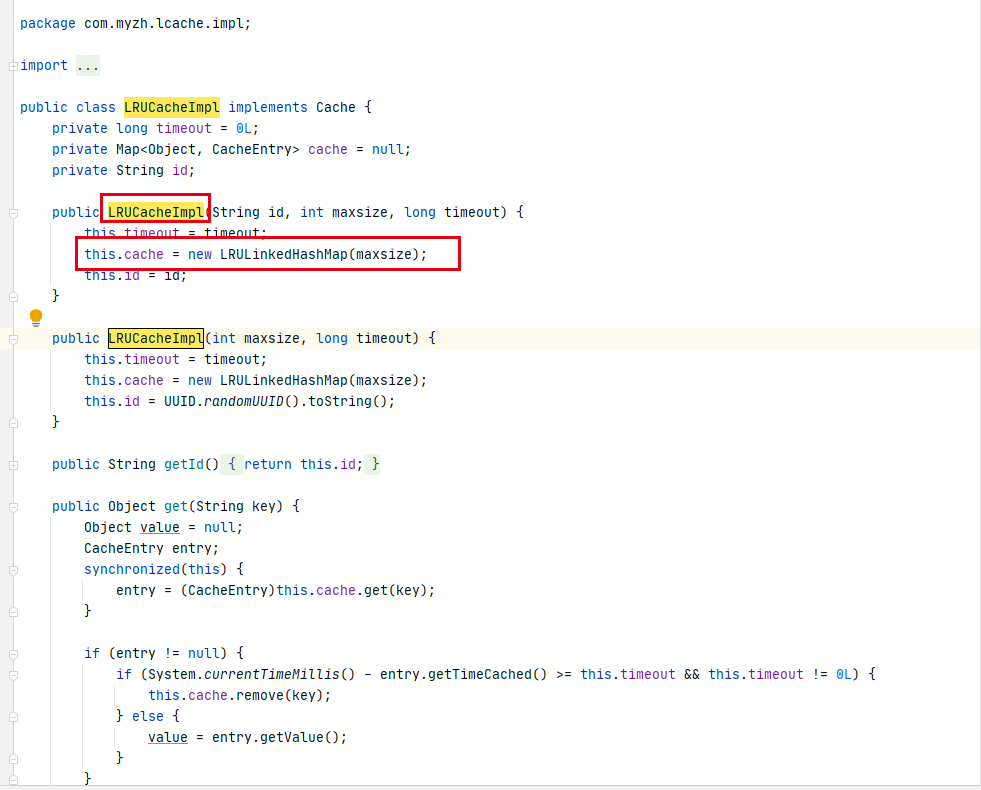 package com.myzh.lcache.impl;
import ...
public class LRUCacheImpl implements Cache {
    private long timeout = 0L;
    private Map<Object, CacheEntry> cache = null;
    private String id;
    public LRUCacheImpl(String id, int maxsize, long timeout) {
        this.timeout = timeout;
        this.cache = new LRULinkedHashMap(maxsize);
        this.id = id;
    }
    public LRUCacheImpl(int maxsize, long timeout) {
        this.timeout = timeout;
        this.cache = new LRULinkedHashMap(maxsize);
        this.id = UUID.randomUUID().toString();
    }
    public String getId() { return this.id; }
    public Object get(String key) {
        Object value = null;
        CacheEntry entry;
        synchronized(this) {
            entry = (CacheEntry)this.cache.get(key);
        }
        if (entry != null) {
            if (System.currentTimeMillis() - entry.getTimeCached() >= this.timeout && this.timeout != 0L) {
                this.cache.remove(key);
            } else {
                value = entry.getValue();
            }
        }